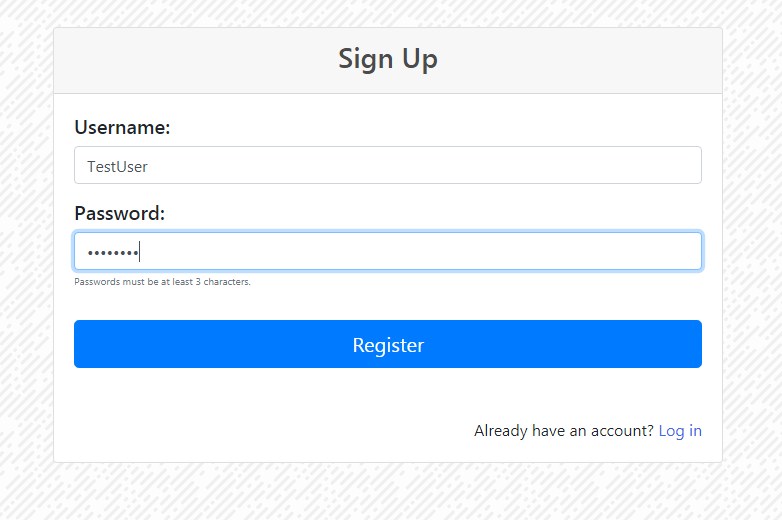 Sign Up
Username:
TestUser
Password:
••••••••
Passwords must be at least 3 characters.
Register
Already have an account? Log in